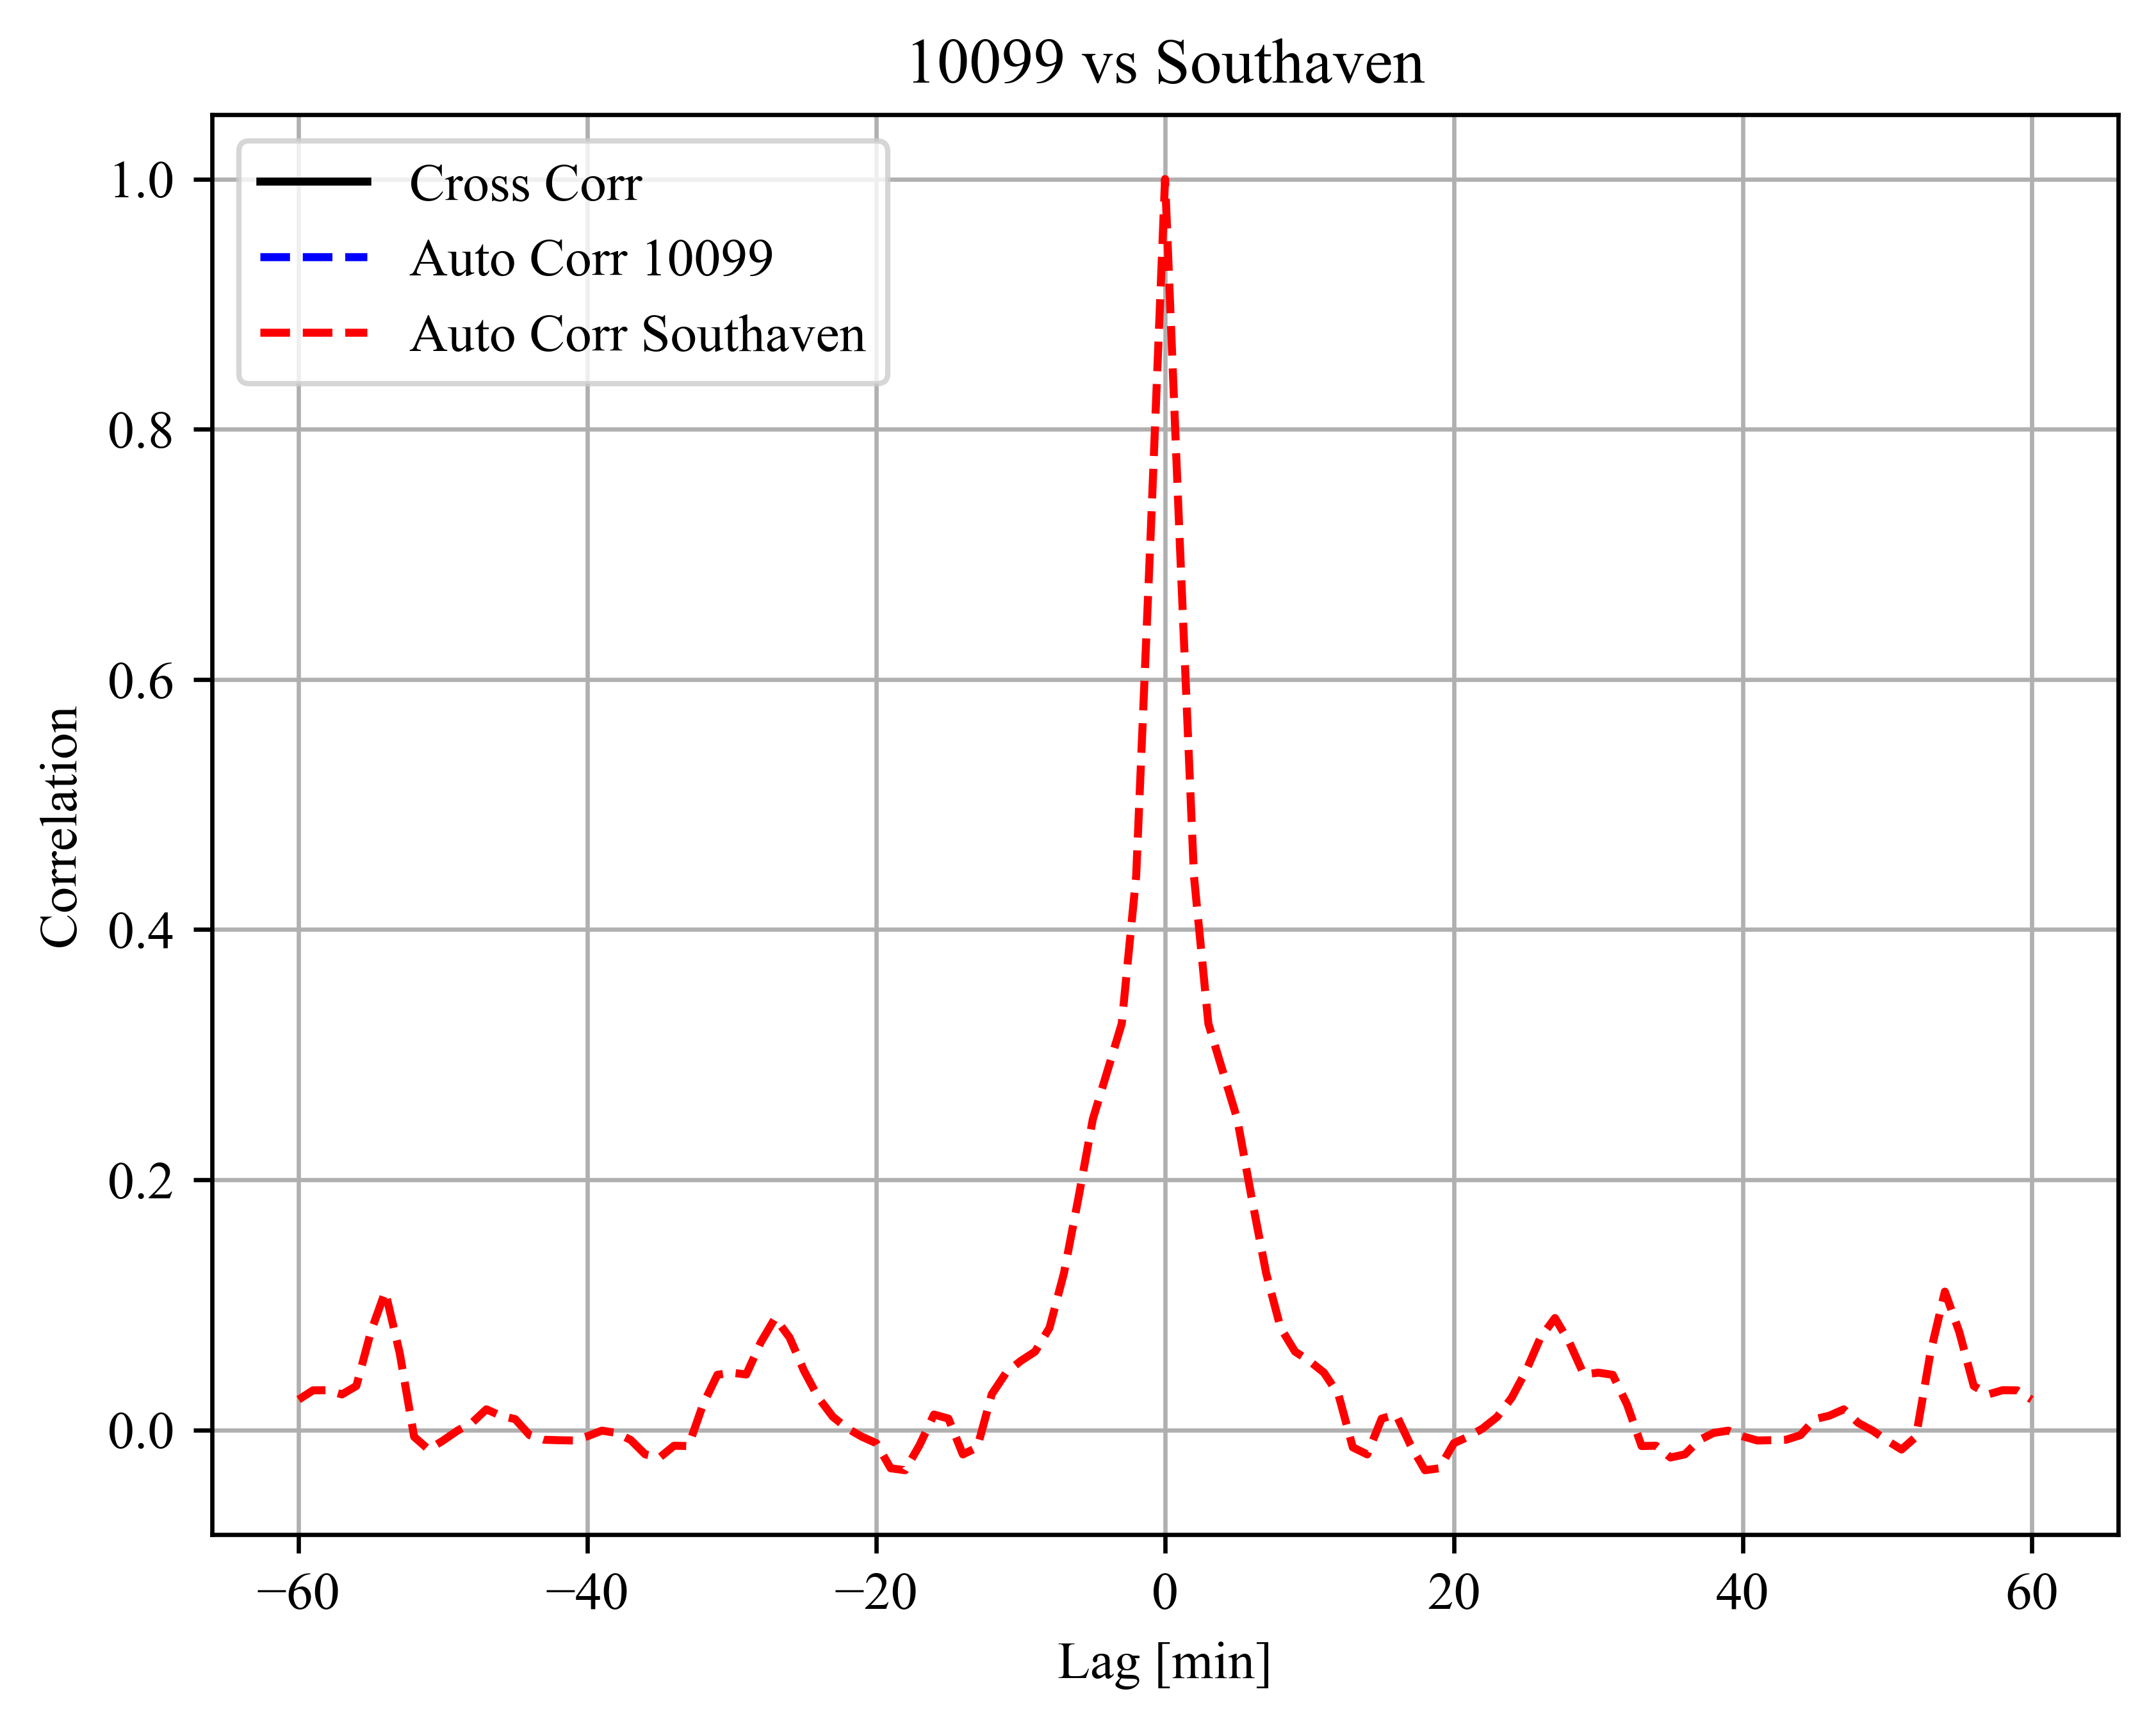 10099 vs Southaven
Cross Corr
Auto Corr 10099
Auto Corr Southaven
1.0
0.8
0.6
0.4
0.2
0.0
Correlation
−60
−40
−20
0
20
40
60
Lag [min]